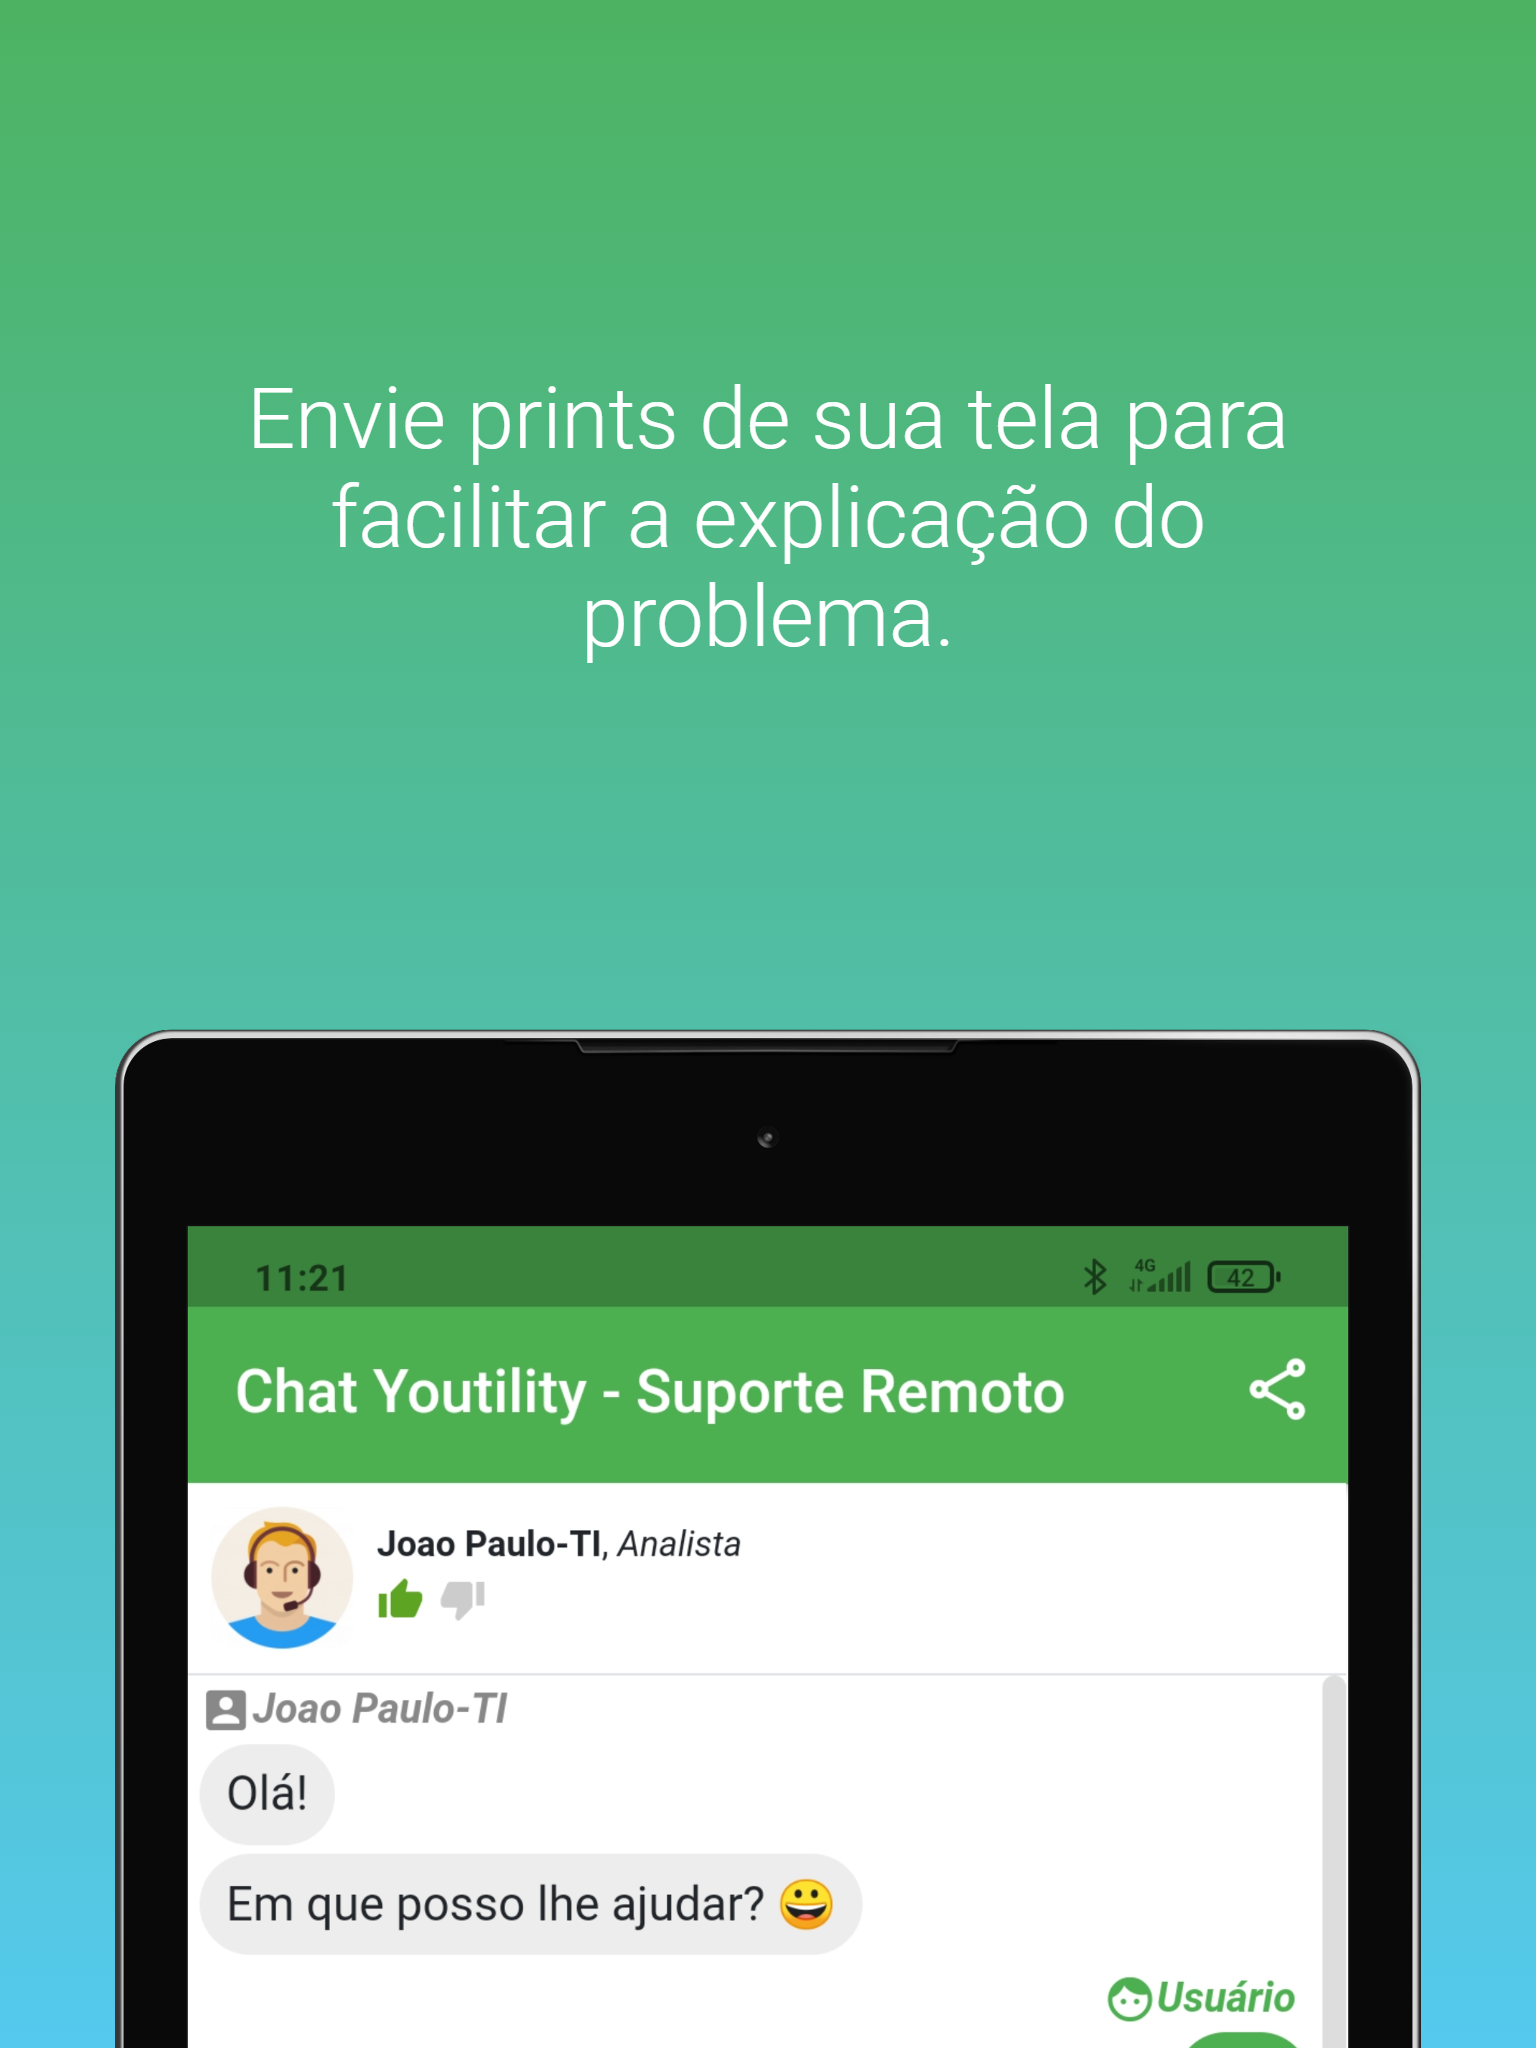 Envie prints de sua tela para
facilitar a explicação do
problema.
11:21
4G
42
Chat Youtility - Suporte Remoto
Joao Paulo-TI, Analista
Joao Paulo-TI
Olá!
Em que posso lhe ajudar? 😀
Usuário